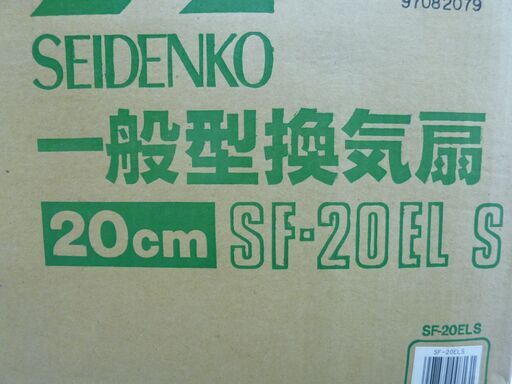 97082079
SEIDENKO
一般型換気扇
20cm SF-20EL S
SF-20ELS
SF-20ELS